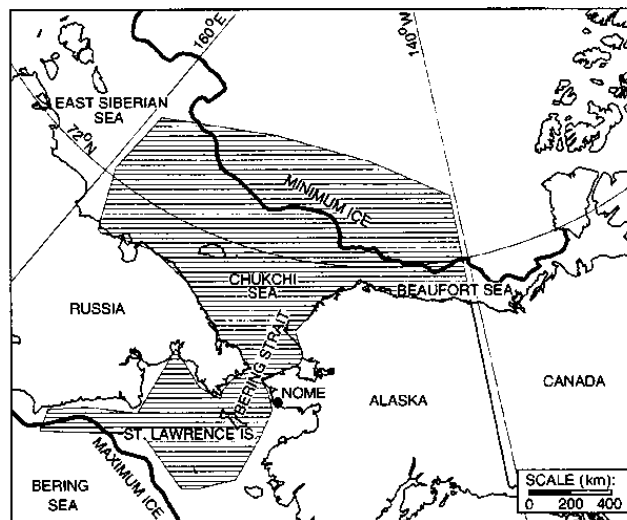 160°E
140°W
EAST SIBERIAN
SEA
72°N
MINIMUM ICE
CHUKCHI
SEA
BEAUFORT SEA
RUSSIA
BERING STRAIT
NOME
ALASKA
CANADA
ST. LAWRENCE IS.
MAXIMUM ICE
BERING
SEA
SCALE (km):
0 200 400